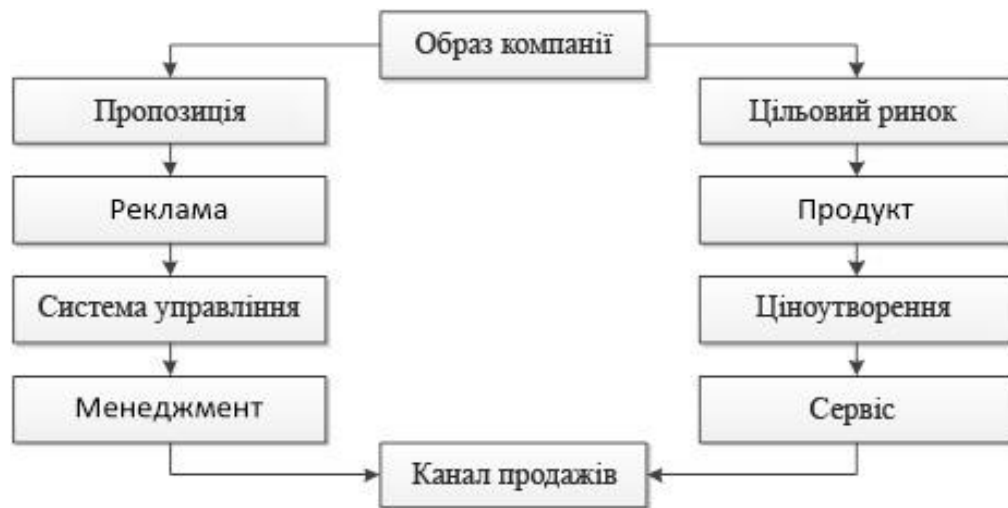 Образ компанії
Пропозиція
Цільовий ринок
Реклама
Продукт
Система управління
Ціноутворення
Менеджмент
Сервіс
Канал продажів